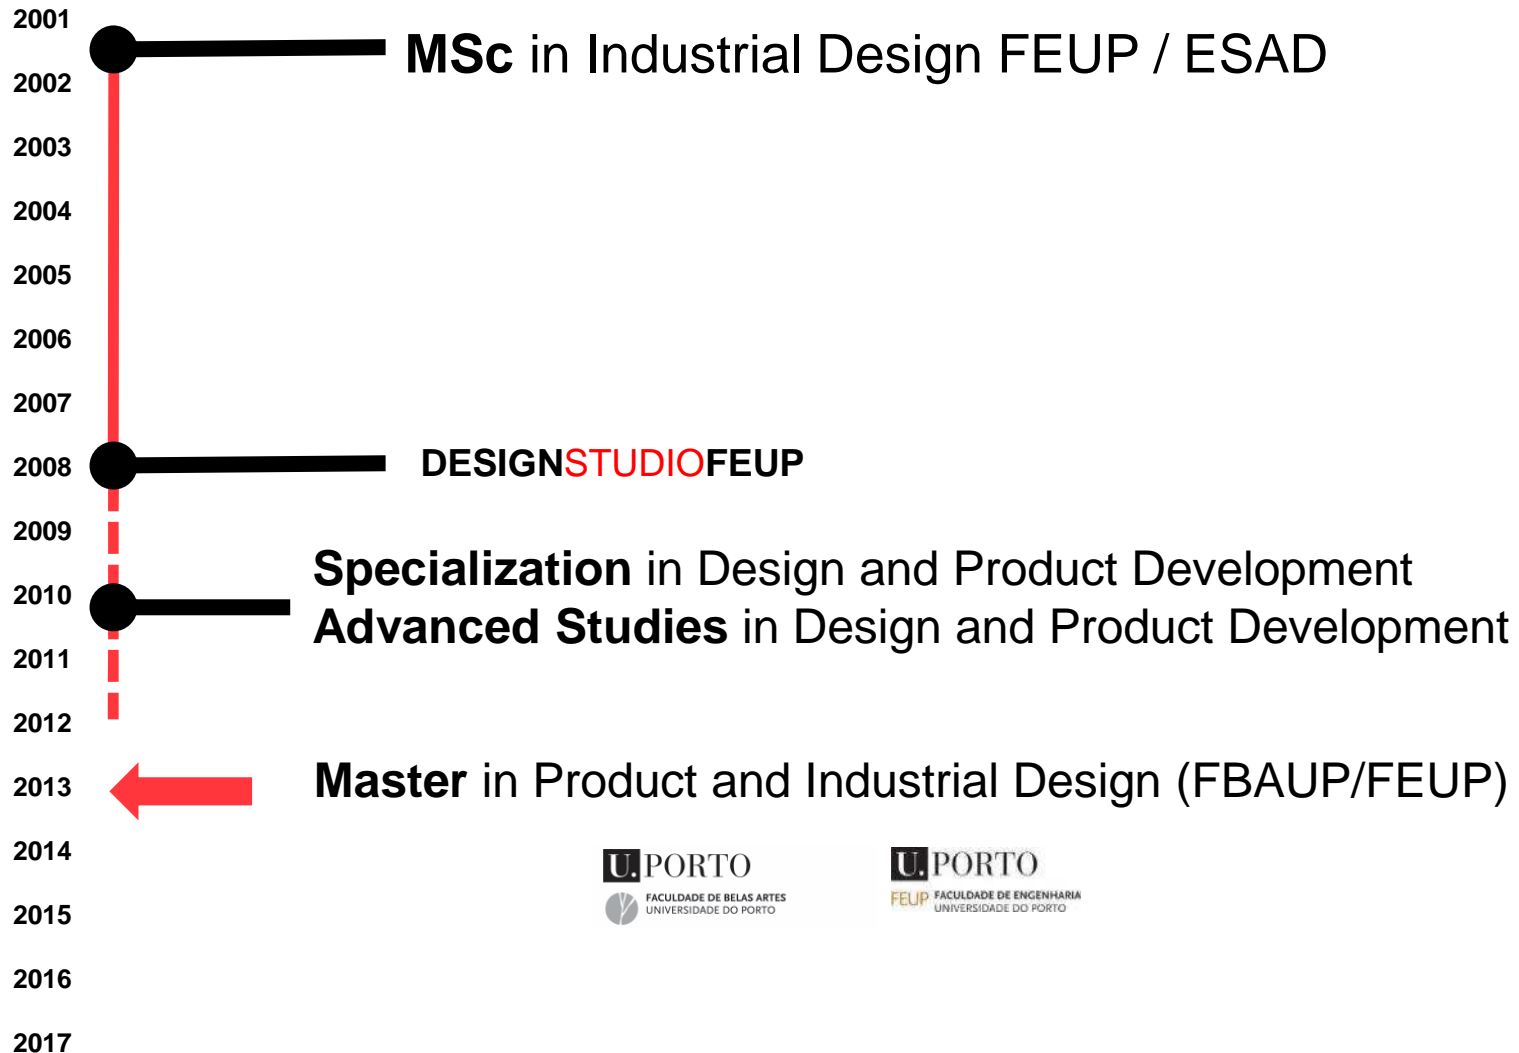 2001
MSc in Industrial Design FEUP / ESAD
2002
2003
2004
2005
2006
2007
2008
DESIGNSTUDIOFEUP
2009
Specialization in Design and Product Development
2010
Advanced Studies in Design and Product Development
2011
2012
2013
Master in Product and Industrial Design (FBAUP/FEUP)
2014
U. PORTO
FACULDADE DE BELAS ARTES
UNIVERSIDADE DO PORTO
U. PORTO
FEUP FACULDADE DE ENGENHARIA
UNIVERSIDADE DO PORTO
2015
2016
2017